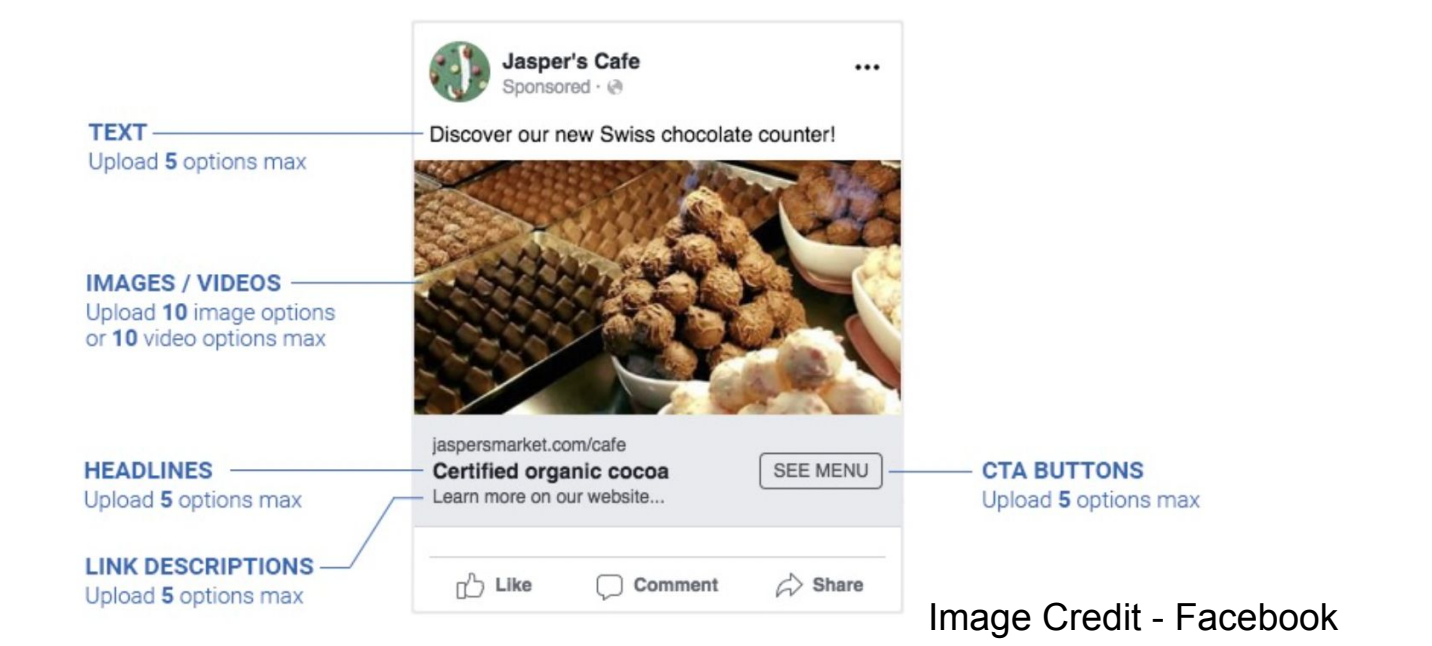 Jasper's Cafe
Sponsored ·
TEXT
Upload 5 options max
Discover our new Swiss chocolate counter!
IMAGES / VIDEOS
Upload 10 image options
or 10 video options max
jaspersmarket.com/cafe
HEADLINES
Upload 5 options max
Certified organic cocoa
SEE MENU
CTA BUTTONS
Upload 5 options max
Learn more on our website...
LINK DESCRIPTIONS
Upload 5 options max
Like
Comment
Share
Image Credit - Facebook